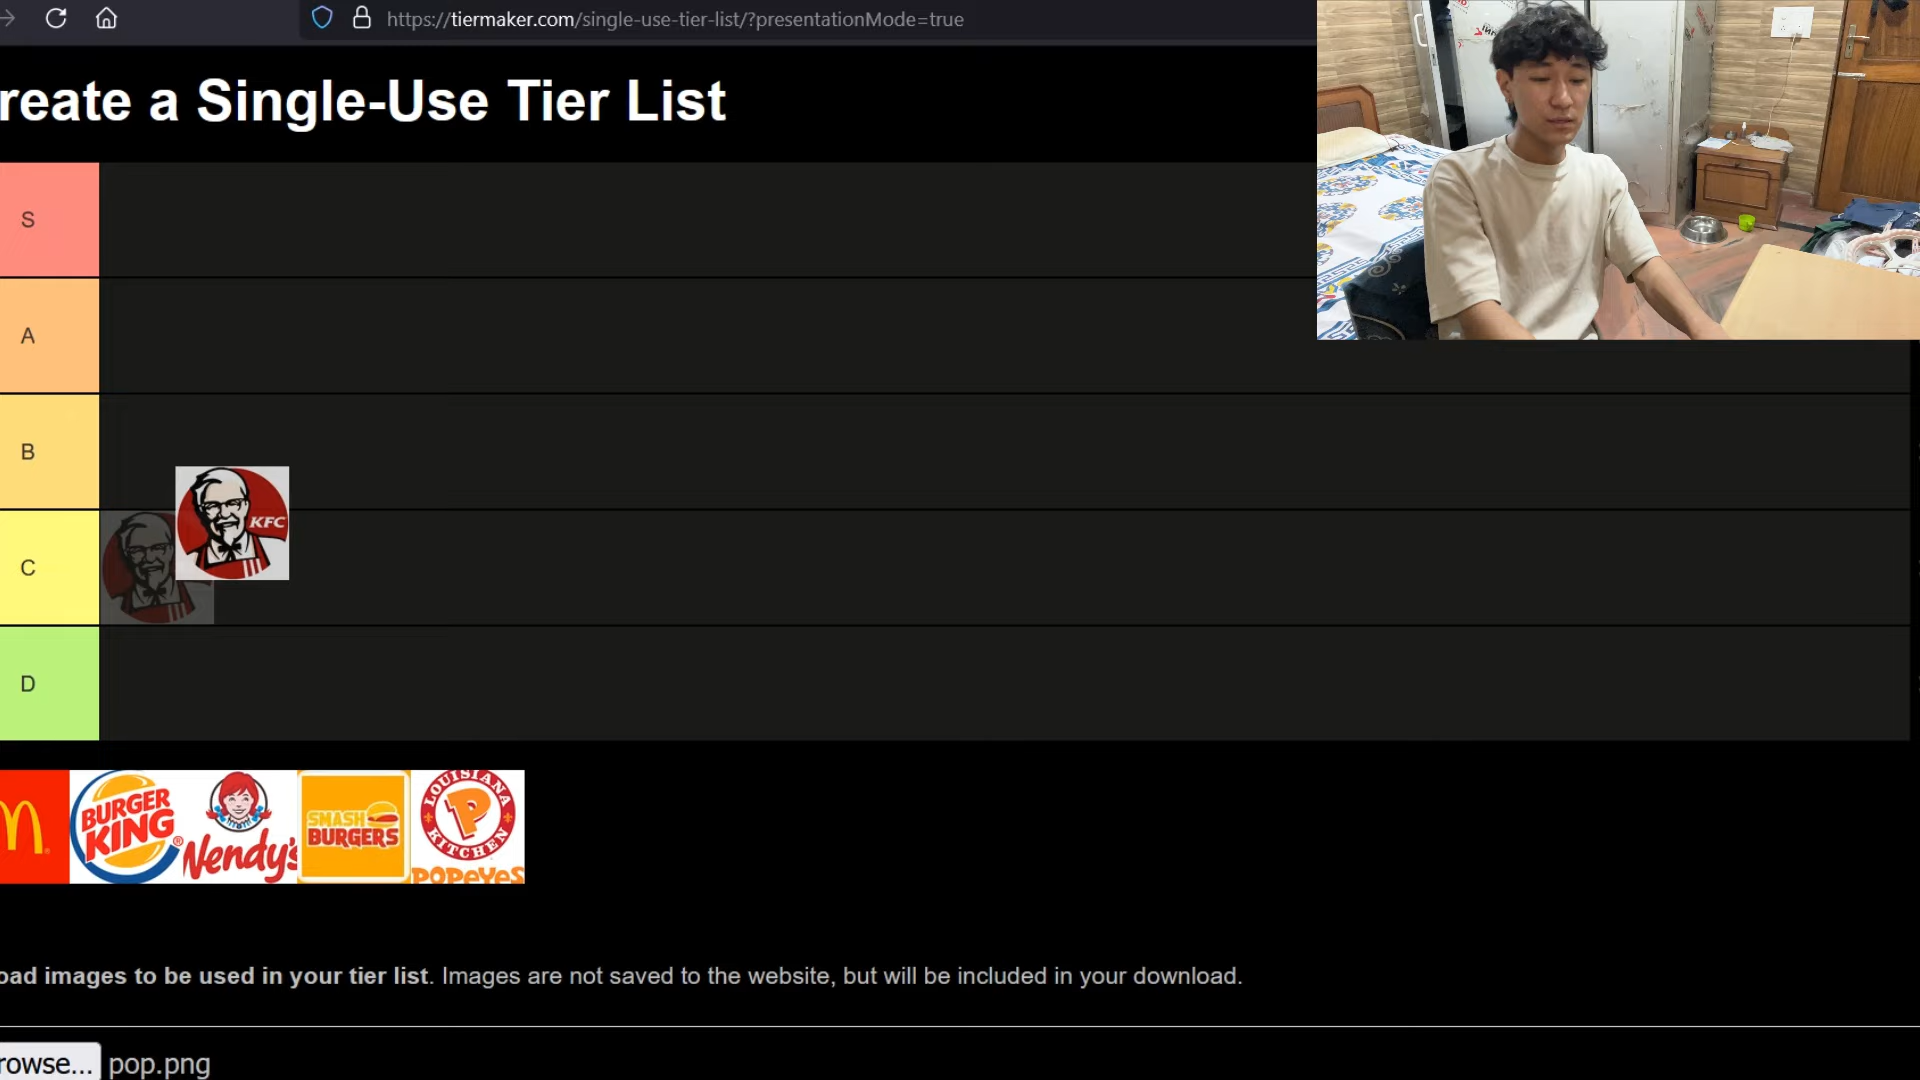 https://tiermaker.com/single-use-tier-list/?presentationMode=true
reate a Single-Use Tier List
S
A
B
KFC
C
D
BURGER KING®
Wendy's
SMASH BURGERS
LOUISIANA KITCHEN
POPEYES
oad images to be used in your tier list. Images are not saved to the website, but will be included in your download.
rowse... pop.png